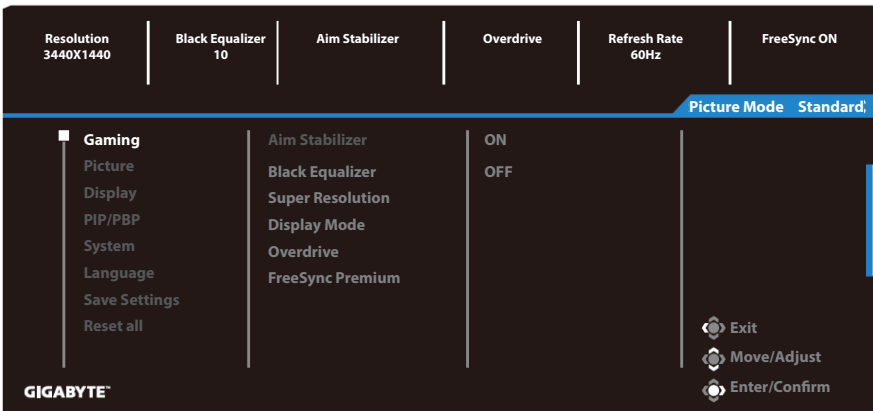 Resolution
3440X1440
Black Equalizer
10
Aim Stabilizer
Overdrive
Refresh Rate
60Hz
FreeSync ON
Picture Mode Standard
Gaming
Picture
Display
PIP/PBP
System
Language
Save Settings
Reset all
Aim Stabilizer
Black Equalizer
Super Resolution
Display Mode
Overdrive
FreeSync Premium
ON
OFF
Exit
Move/Adjust
Enter/Confirm
GIGABYTE™